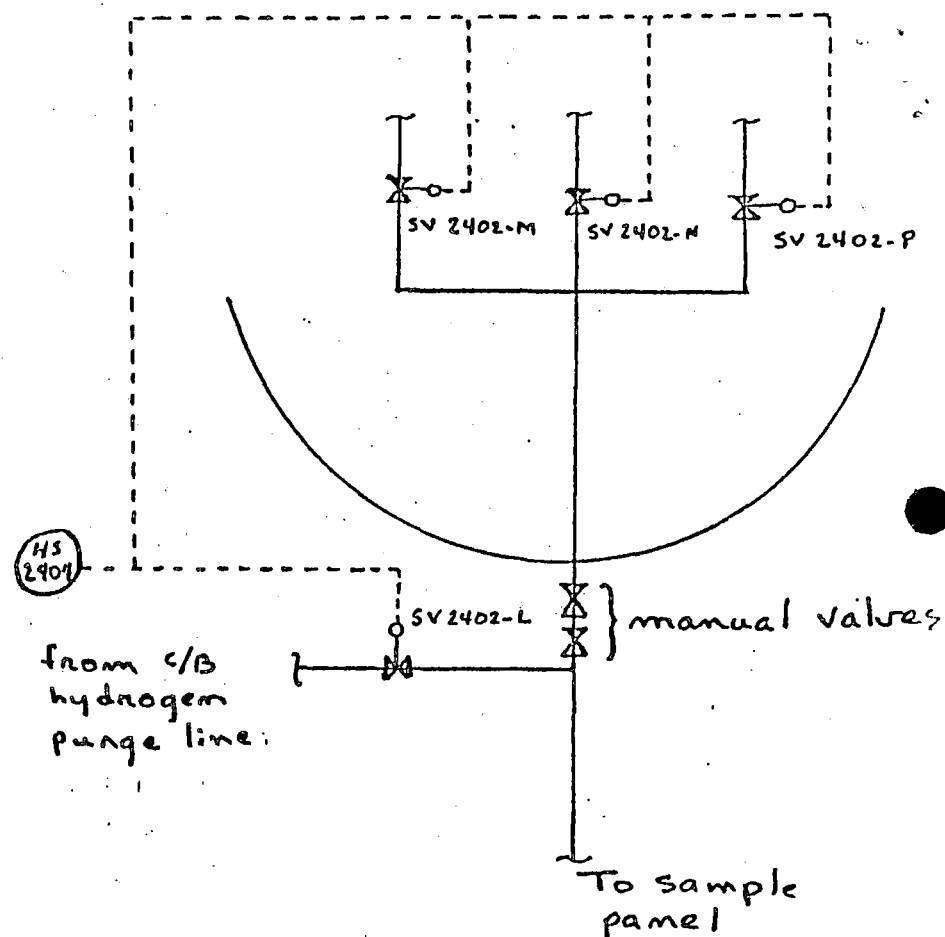 SV 2402-M
SV 2402-N
SV 2402-P
HS
2407
SV 2402-L
manual valves
from C/B
hydrogen
purge line:
To sample
panel